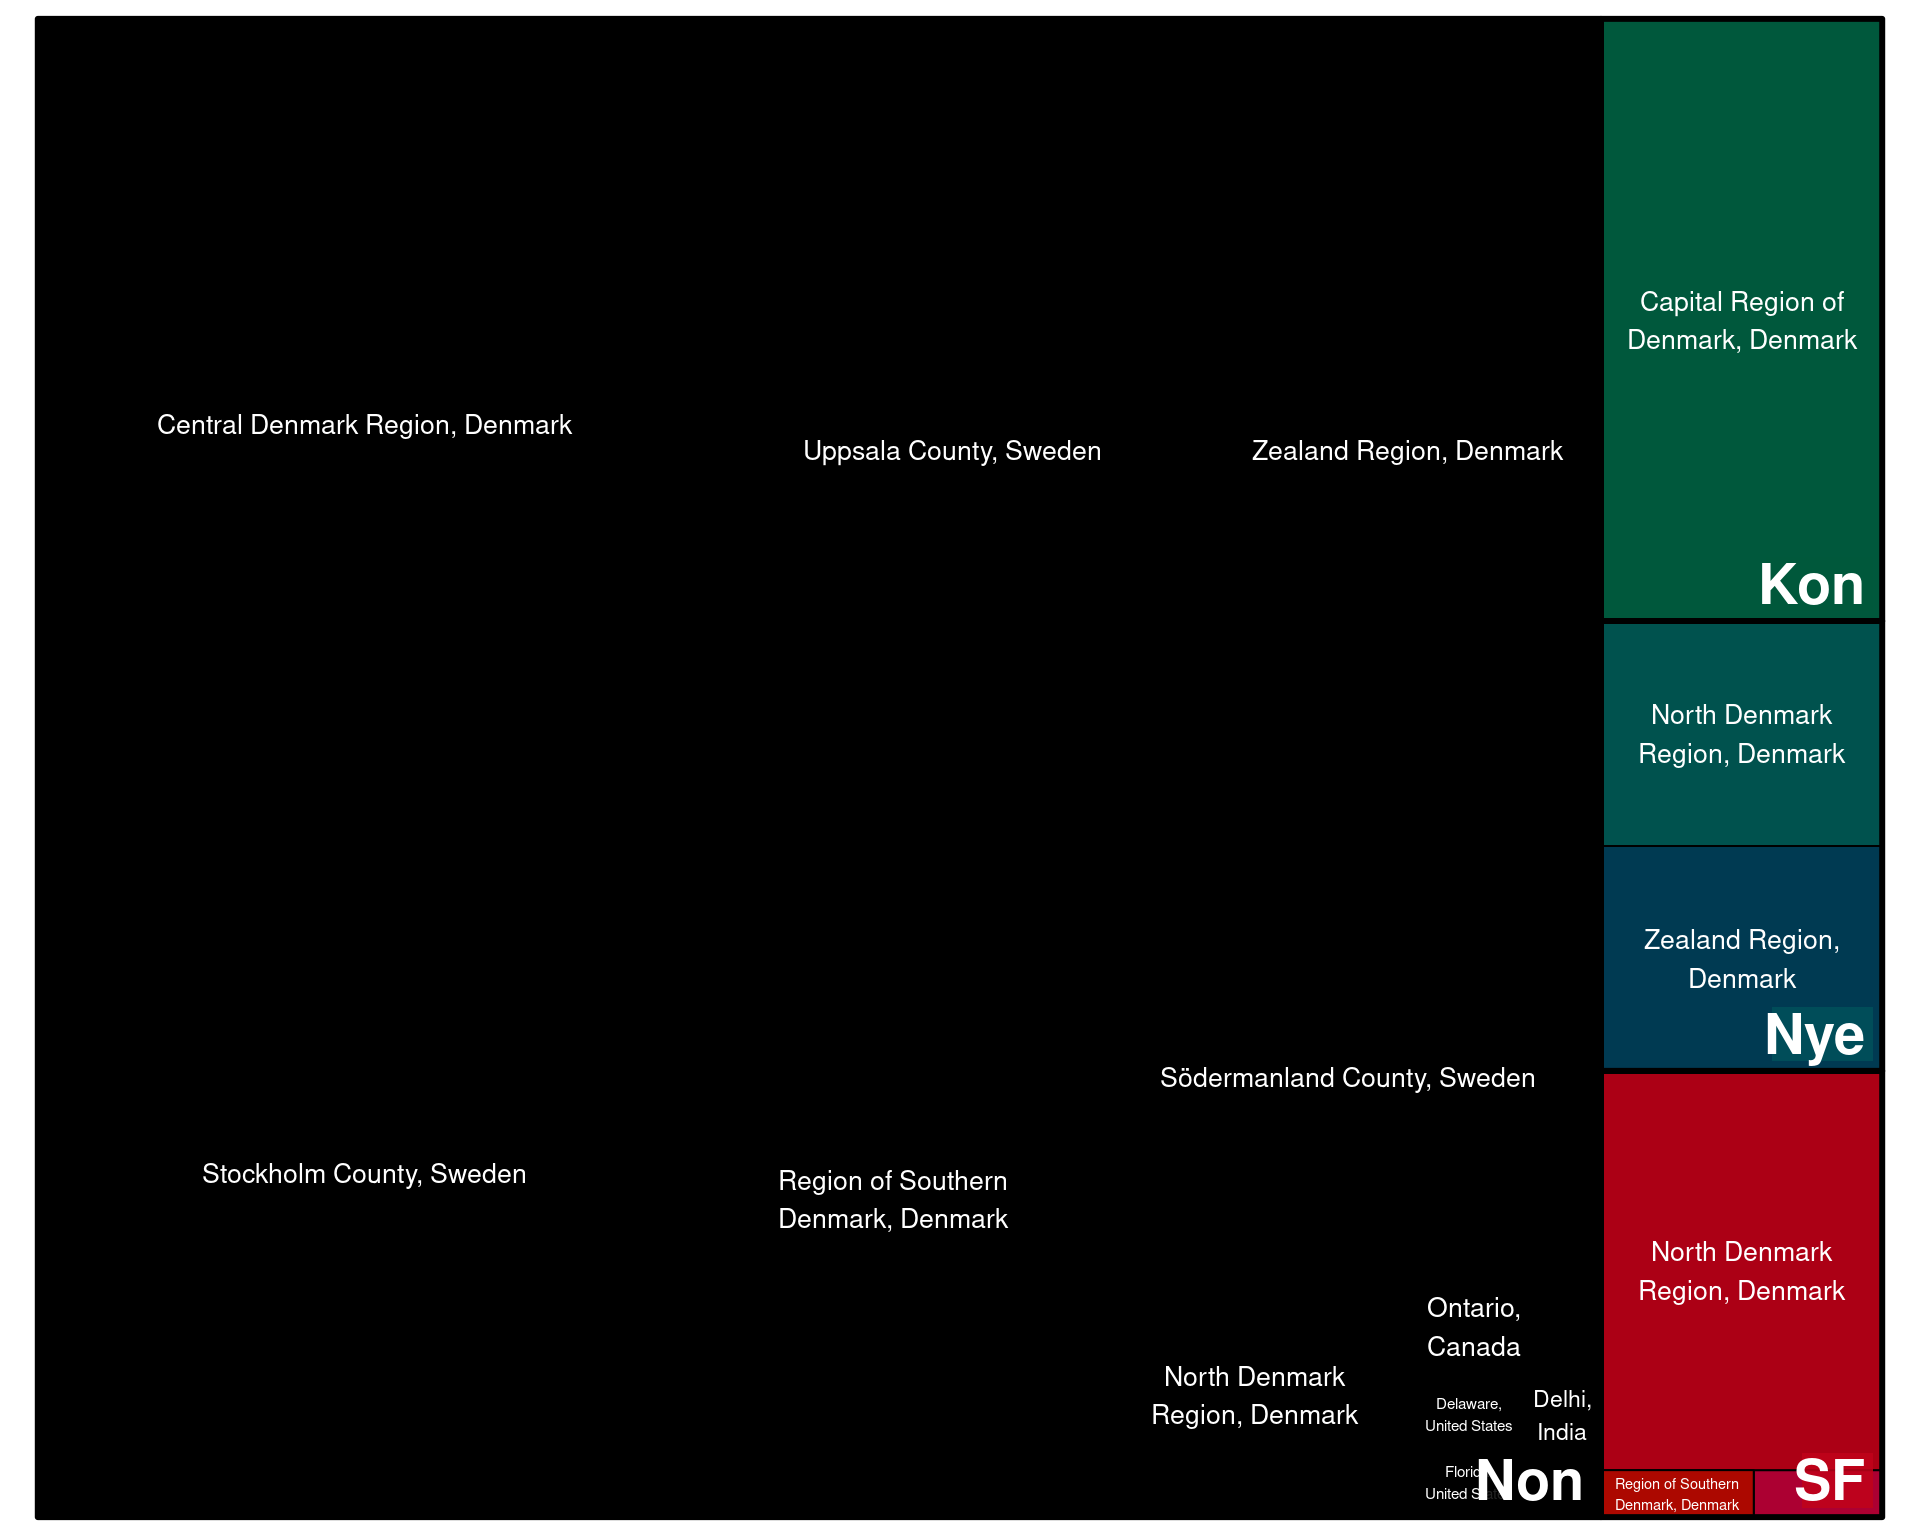 Central Denmark Region, Denmark
Uppsala County, Sweden
Zealand Region, Denmark
Stockholm County, Sweden
Region of Southern
Denmark, Denmark
Södermanland County, Sweden
North Denmark
Region, Denmark
Ontario,
Canada
Delaware,
United States
Delhi,
India
United
Non
Capital Region of
Denmark, Denmark
Kon
North Denmark
Region, Denmark
Zealand Region,
Denmark
Nye
North Denmark
Region, Denmark
Region of Southern
Denmark, Denmark
SF